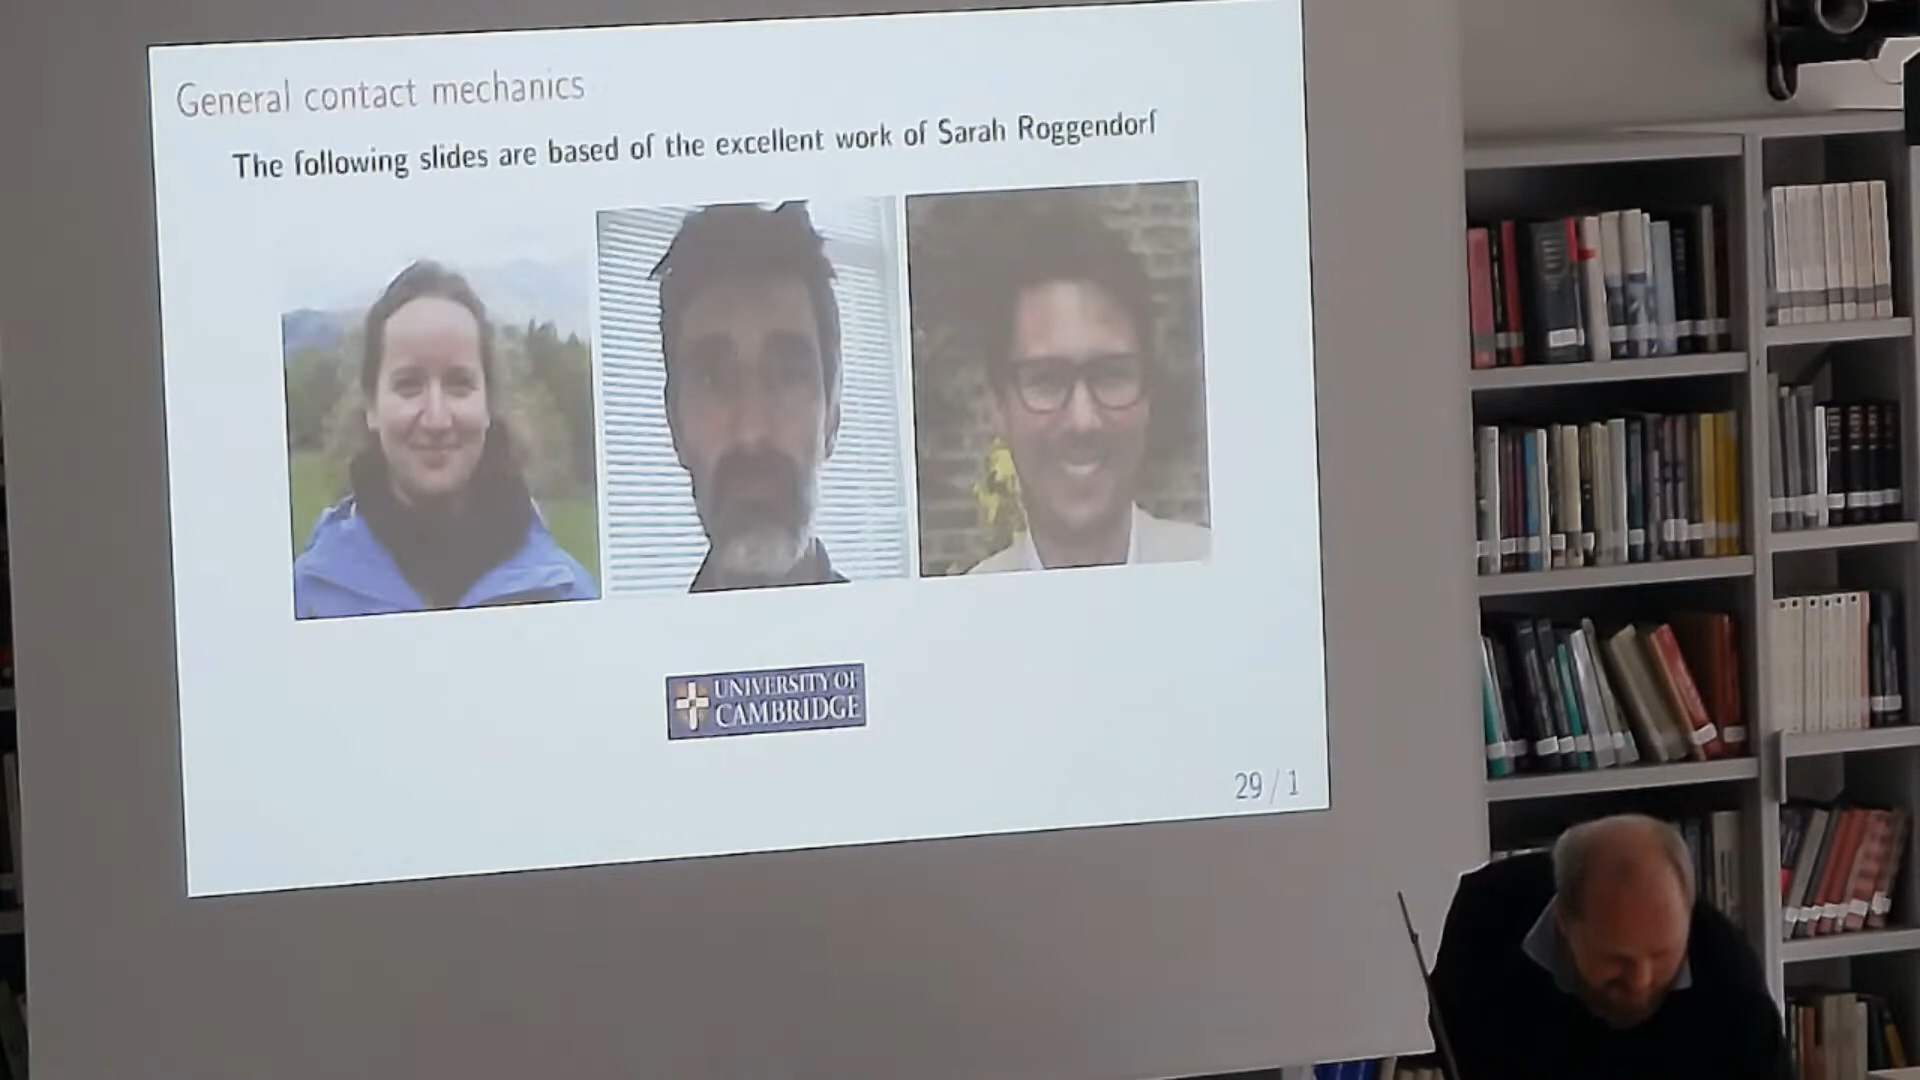 General contact mechanics
The following slides are based of the excellent work of Sarah Roggendorf
UNIVERSITY OF
CAMBRIDGE
29 / 1